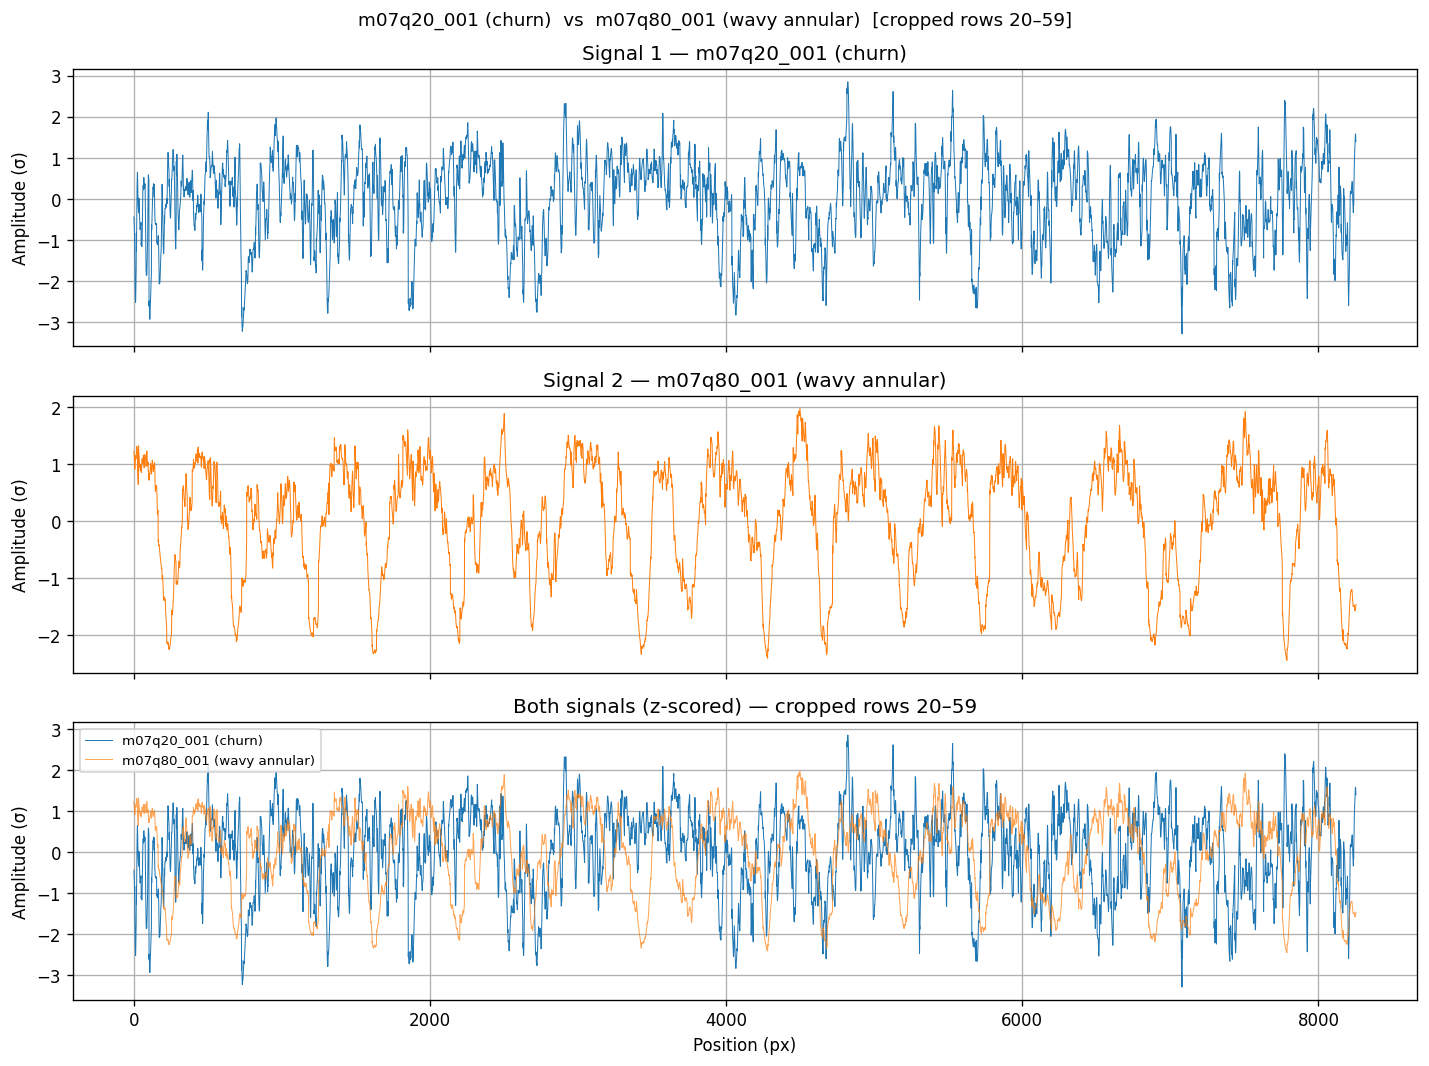 m07q20_001 (churn)  vs  m07q80_001 (wavy annular)  [cropped rows 20–59]
Signal 1 — m07q20_001 (churn)
3
2
1
0
−1
−2
−3
Amplitude (σ)
Signal 2 — m07q80_001 (wavy annular)
2
1
0
−1
−2
Amplitude (σ)
Both signals (z-scored) — cropped rows 20–59
m07q20_001 (churn)
m07q80_001 (wavy annular)
3
2
1
0
−1
−2
−3
Amplitude (σ)
0 2000 4000 6000 8000
Position (px)